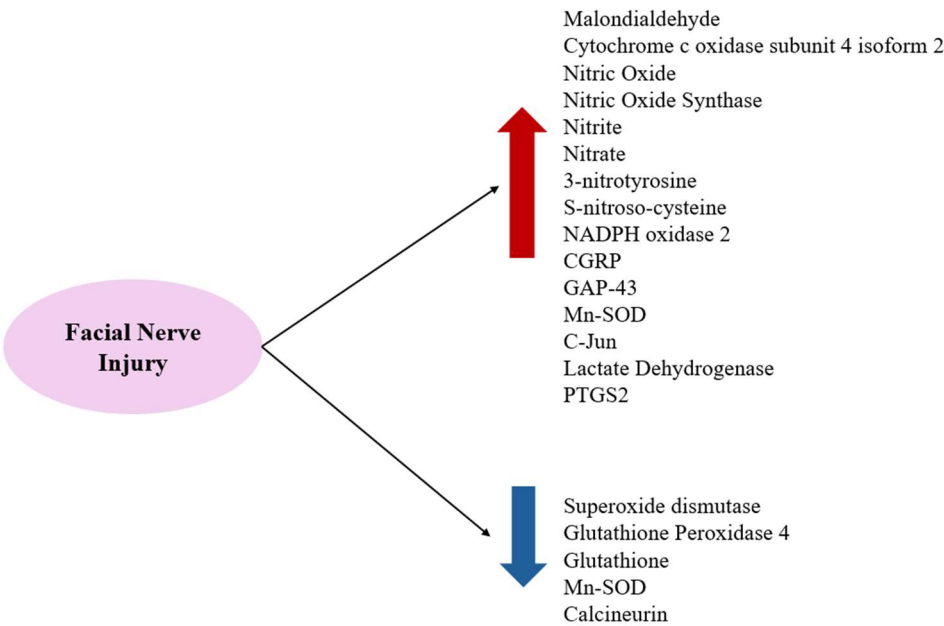 Malondialdehyde
Cytochrome c oxidase subunit 4 isoform 2
Nitric Oxide
Nitric Oxide Synthase
Nitrite
Nitrate
3-nitrotyrosine
S-nitroso-cysteine
NADPH oxidase 2
CGRP
GAP-43
Mn-SOD
C-Jun
Lactate Dehydrogenase
PTGS2
Facial Nerve
Injury
Superoxide dismutase
Glutathione Peroxidase 4
Glutathione
Mn-SOD
Calcineurin